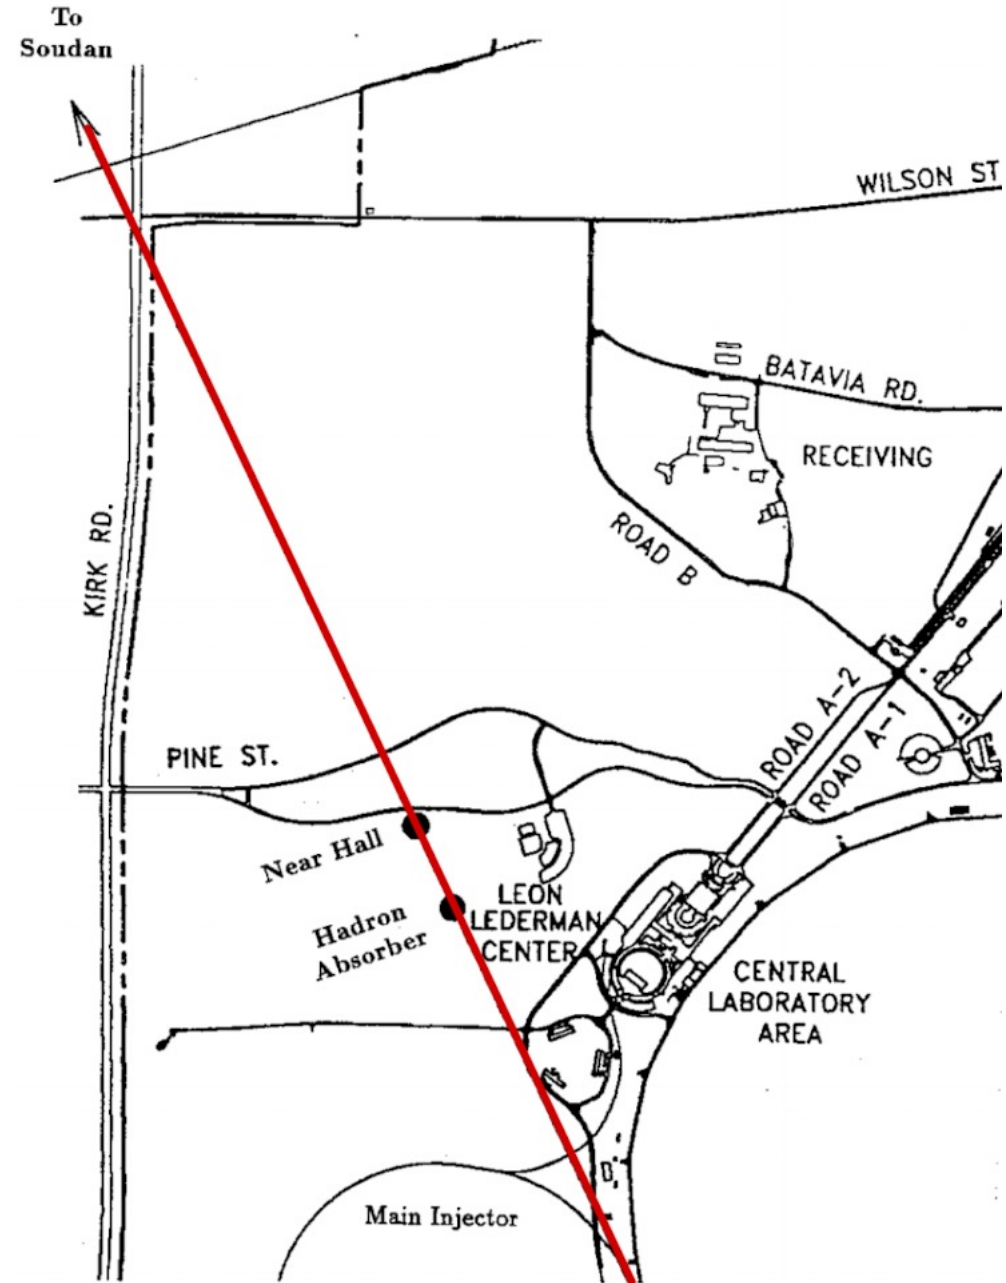 To
Soudan
WILSON ST
BATAVIA RD.
RECEIVING
ROAD B
KIRK RD.
ROAD A-2
ROAD A-1
PINE ST.
Near Hall
Hadron
Absorber
LEON
LEDERMAN
CENTER
CENTRAL
LABORATORY
AREA
Main Injector